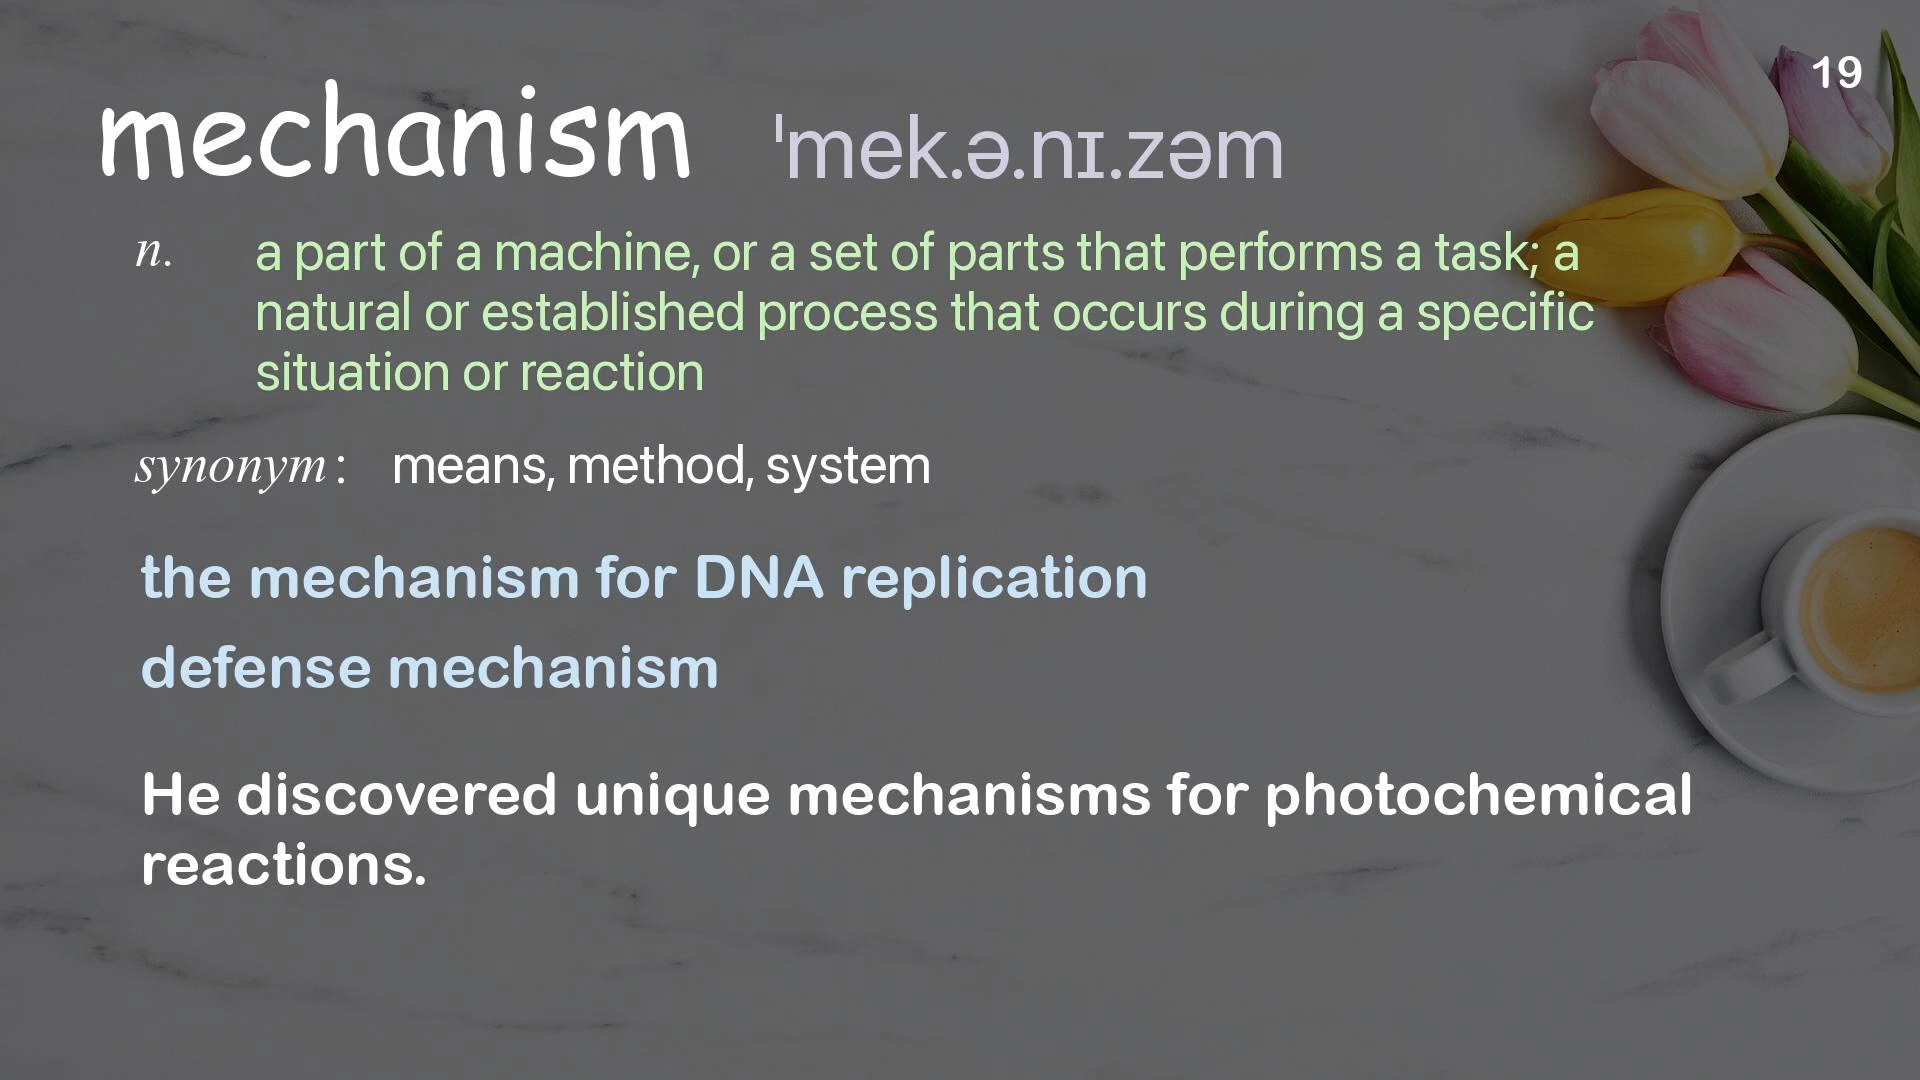 19
mechanism ˈmek.ə.nɪ.zəm
n. a part of a machine, or a set of parts that performs a task; a
natural or established process that occurs during a specific
situation or reaction
synonym : means, method, system
the mechanism for DNA replication
defense mechanism
He discovered unique mechanisms for photochemical
reactions.